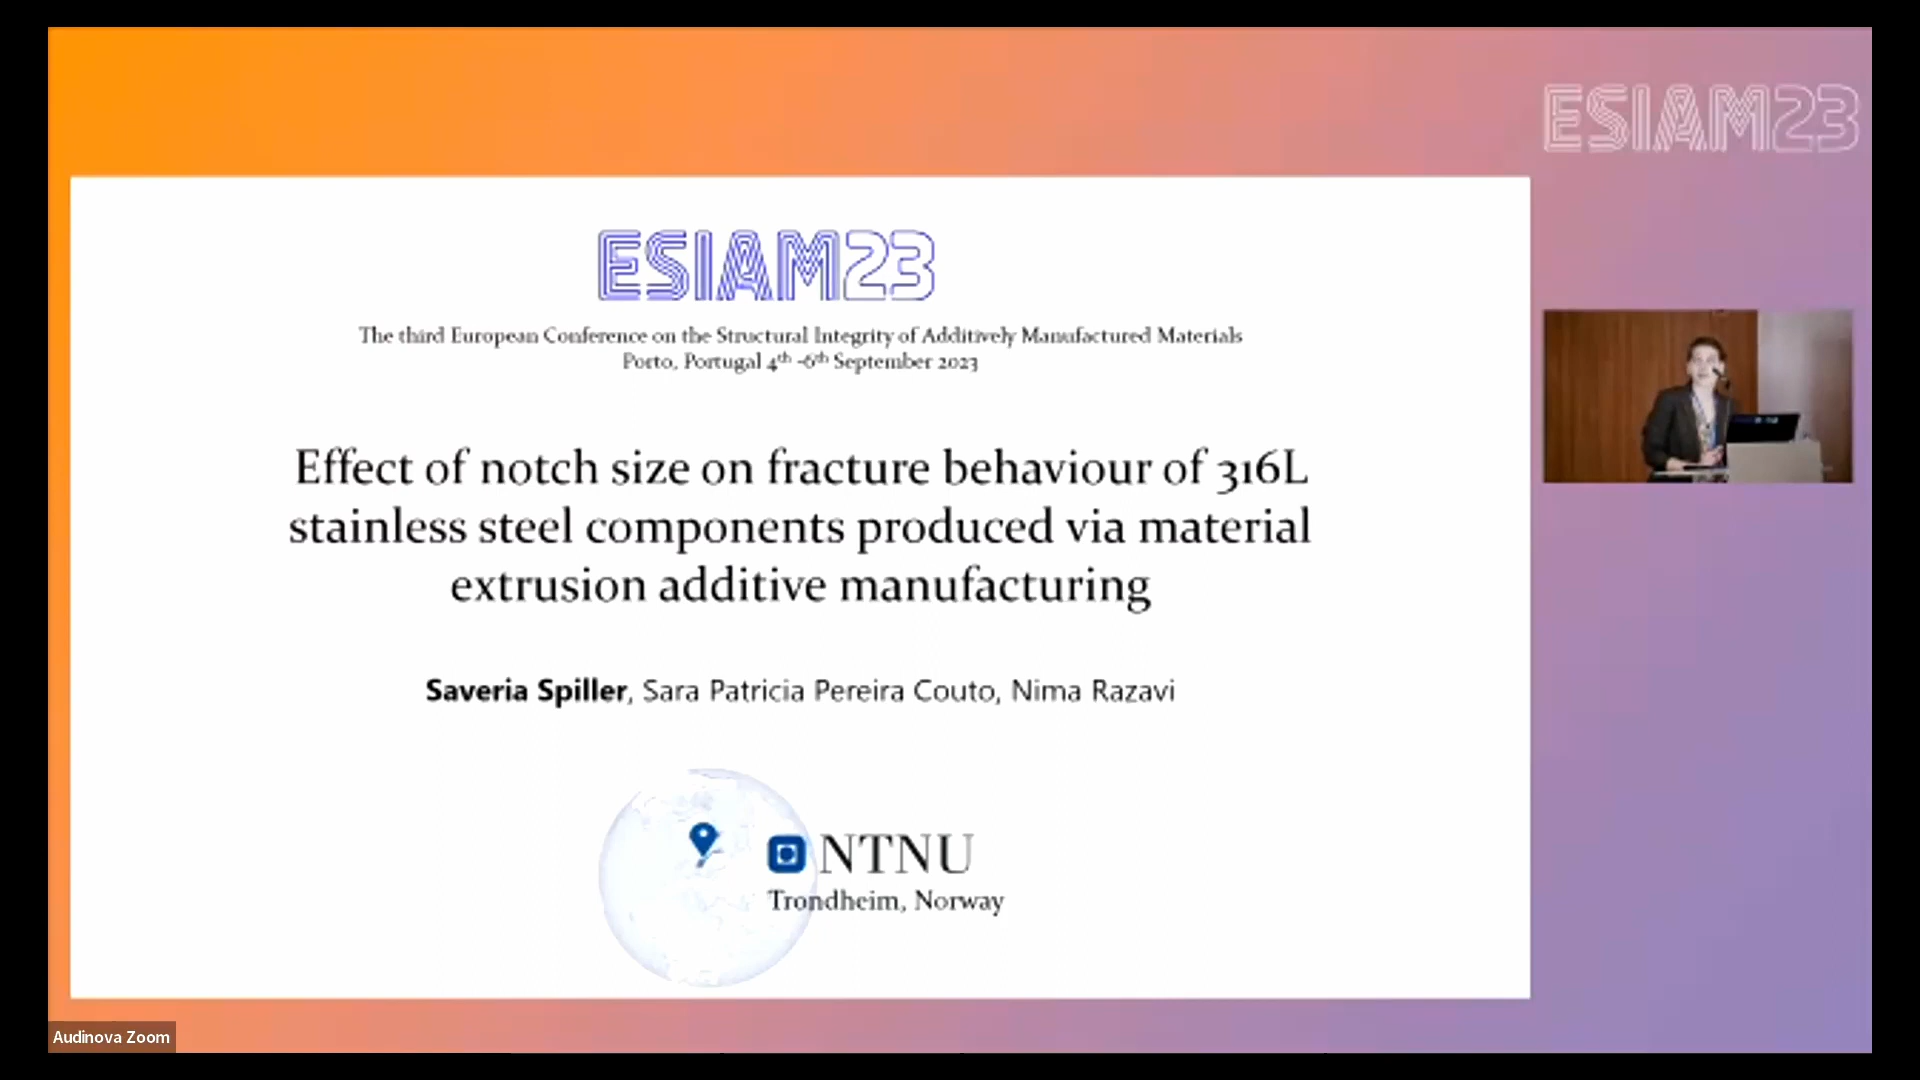 ESIAM23
ESIAM23
The third European Conference on the Structural Integrity of Additively Manufactured Materials
Porto, Portugal 4th -6th September 2023
Effect of notch size on fracture behaviour of 316L
stainless steel components produced via material
extrusion additive manufacturing
Saveria Spiller, Sara Patricia Pereira Couto, Nima Razavi
NTNU
Trondheim, Norway
Audinova Zoom